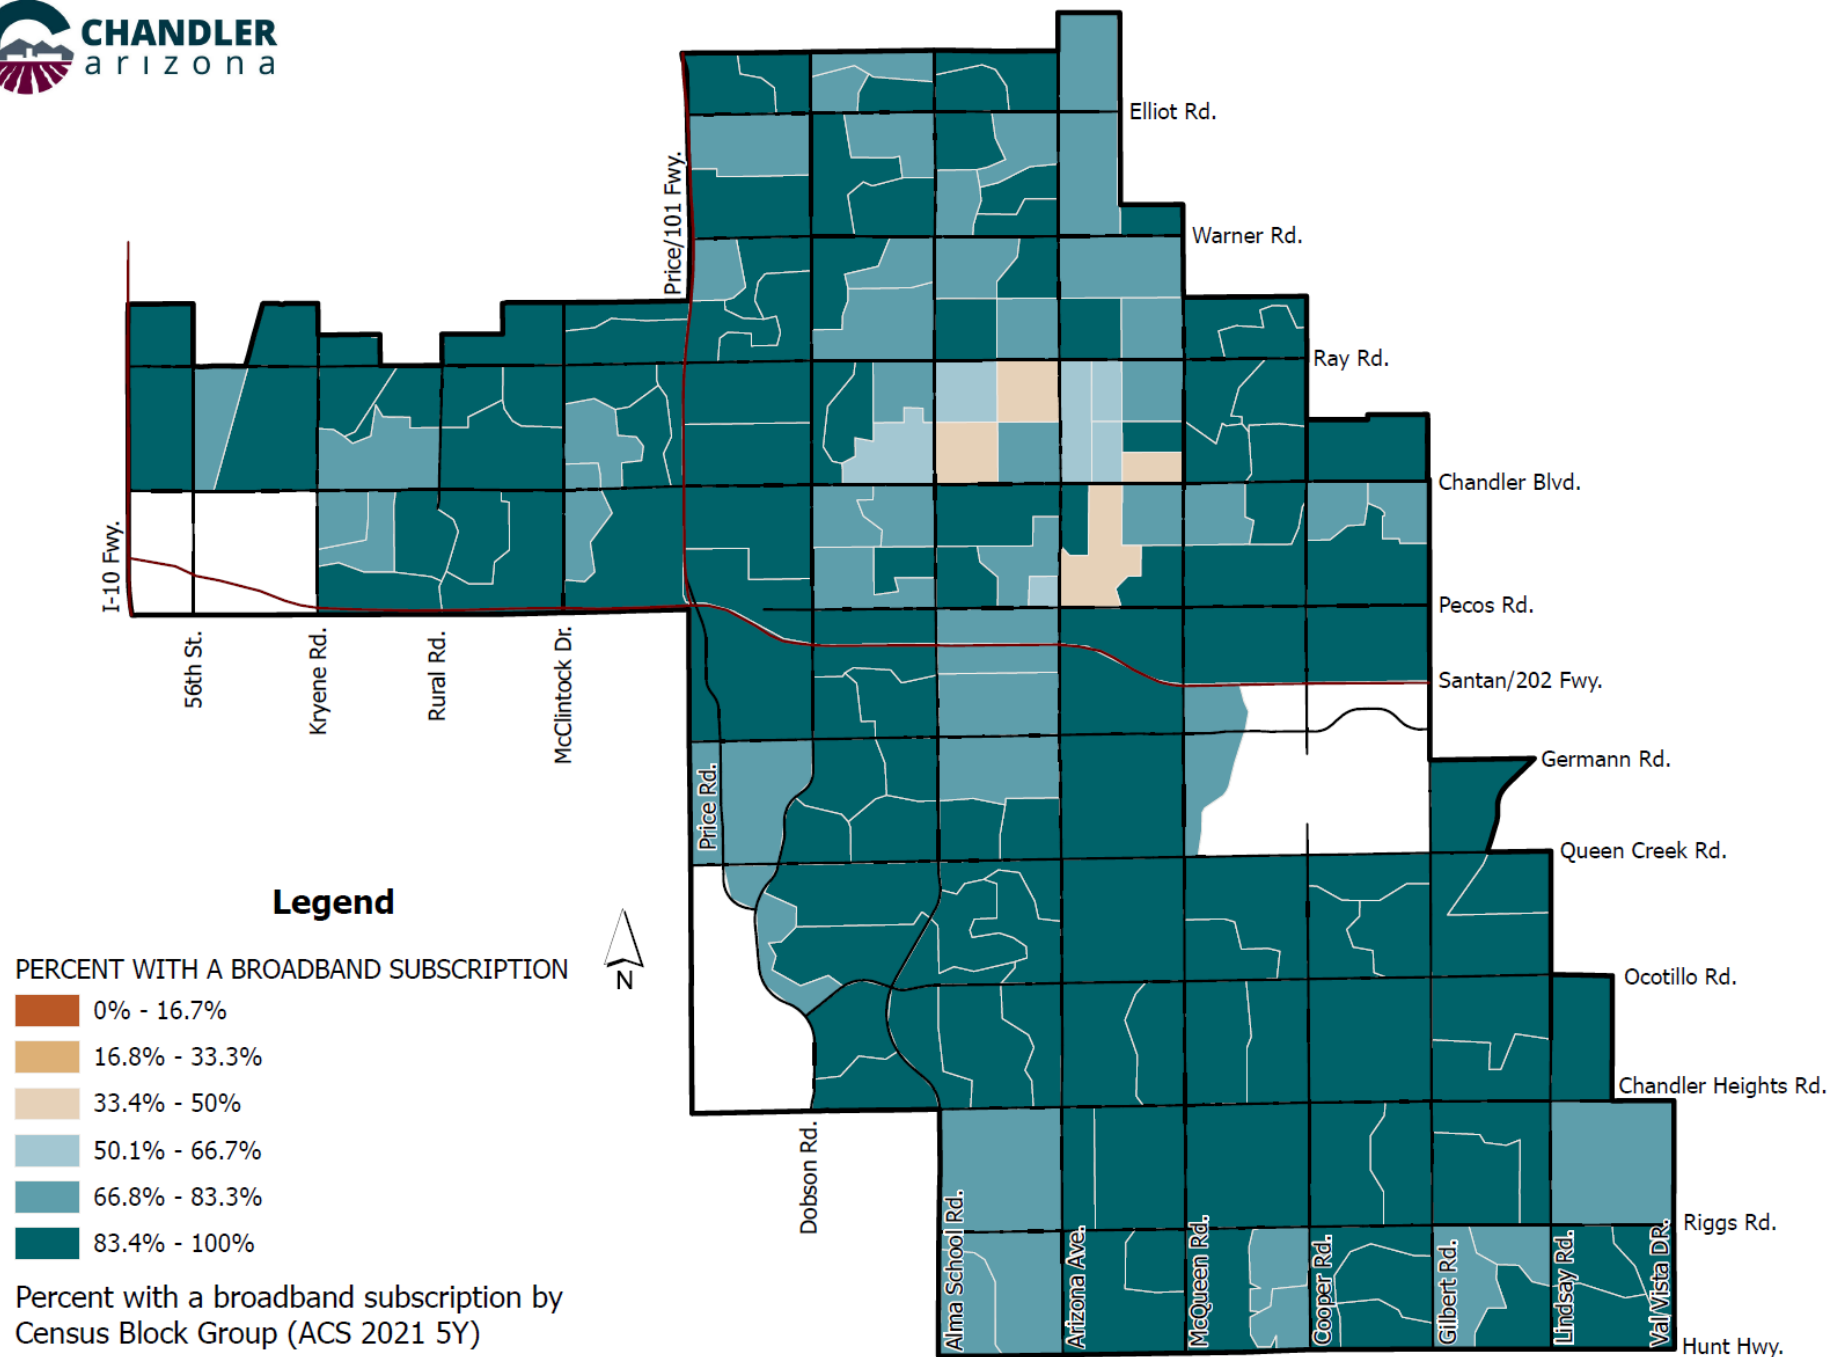 CHANDLER
arizona
Elliot Rd.
Warner Rd.
Price/101 Fwy.
Ray Rd.
Chandler Blvd.
I-10 Fwy.
Pecos Rd.
56th St.
Kryene Rd.
Rural Rd.
McClintock Dr.
Santan/202 Fwy.
Germann Rd.
Price Rd.
Queen Creek Rd.
Legend
N
PERCENT WITH A BROADBAND SUBSCRIPTION
0% - 16.7%
16.8% - 33.3%
33.4% - 50%
50.1% - 66.7%
66.8% - 83.3%
83.4% - 100%
Percent with a broadband subscription by
Census Block Group (ACS 2021 5Y)
Ocotillo Rd.
Chandler Heights Rd.
Dobson Rd.
Alma School Rd.
Arizona Ave.
McQueen Rd.
Cooper Rd.
Gilbert Rd.
Lindsay Rd.
Val Vista DR.
Riggs Rd.
Hunt Hwy.